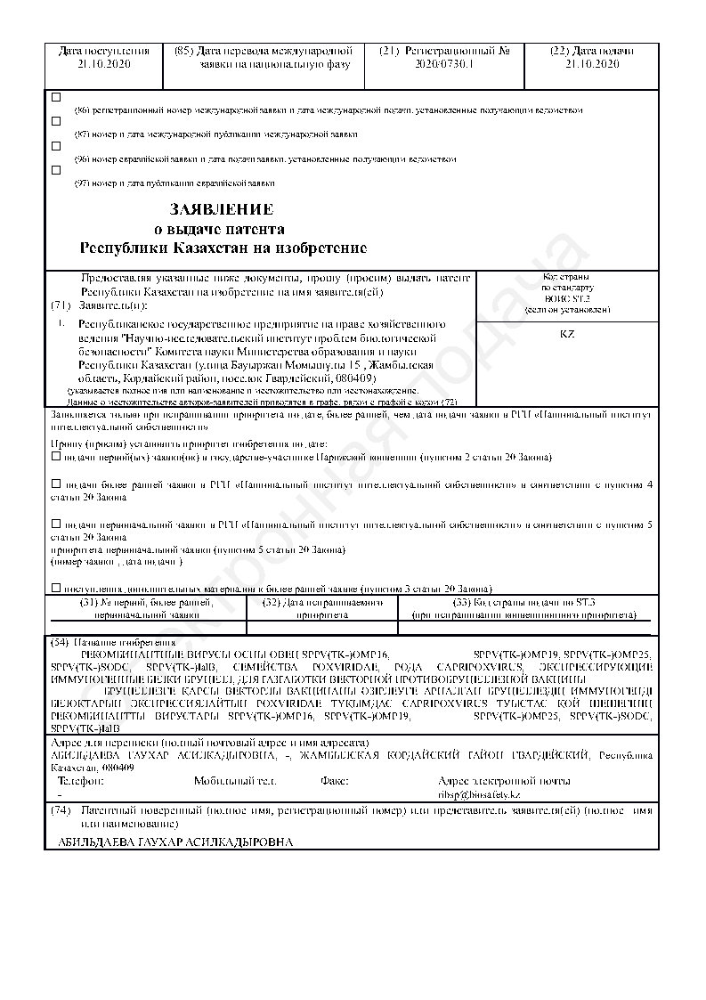 Дата поступления
21.10.2020
(85) Дата перевода международной
заявки на национальную фазу
(21) Регистрационный №
2020/0730.1
(22) Дата подачи
21.10.2020
(86) регистрационный номер международной заявки и дата международной подачи, установленные получающим ведомством
(87) номер и дата международной публикации международной заявки
(96) номер евразийской заявки и дата подачи заявки, установленные получающим ведомством
(97) номер и дата публикации евразийской заявки
ЗАЯВЛЕНИЕ
о выдаче патента
Республики Казахстан на изобретение
Предоставляя указанные ниже документы, прошу (просим) выдать патент
Республики Казахстан на изобретение на имя заявителя(ей)
(71) Заявитель(и):
Код страны
по стандарту
ВОИС ST.3
(если он установлен)
1. Республиканское государственное предприятие на праве хозяйственного
ведения "Научно-исследовательский институт проблем биологической
безопасности" Комитета науки Министерства образования и науки
Республики Казахстан (улица Бауыржан Момышулы 15 , Жамбылская
область, Кордайский район, поселок Гвардейский, 080409)
KZ
(указывается полное имя или наименование и местожительство или местонахождение.
Данные о местожительстве авторов-заявителей приводятся в графе, рядом с графой с кодом (72)
Заполняется только при испрашивании приоритета по дате, более ранней, чем дата подачи заявки в РГП «Национальный институт
интеллектуальной собственности»
Прошу (просим) установить приоритет изобретения по дате:
подачи первой(ых) заявки(ок) в государстве-участнике Парижской конвенции (пунктом 2 статьи 20 Закона)
подачи более ранней заявки в РГП «Национальный институт интеллектуальной собственности» в соответствии с пунктом 4
статьи 20 Закона
подачи первоначальной заявки в РГП «Национальный институт интеллектуальной собственности» в соответствии с пунктом 5
статьи 20 Закона
приоритета первоначальной заявки (пунктом 5 статьи 20 Закона)
(номер заявки , дата подачи )
поступления дополнительных материалов к более ранней заявке (пунктом 3 статьи 20 Закона)
(31) № первой, более ранней,
первоначальной заявки
(32) Дата испрашиваемого
приоритета
(33) Код страны подачи по ST.3
(при испрашивании конвенционного приоритета)
(54) Название изобретения
РЕКОМБИНАНТНЫЕ ВИРУСЫ ОСПЫ ОВЕЦ SPPV(TK-)OMP16, SPPV(TK-)OMP19, SPPV(TK-)OMP25,
SPPV(TK-)SODC, SPPV(TK-)IalB, СЕМЕЙСТВА POXVIRIDAE, РОДА CAPRIPOXVIRUS, ЭКСПРЕССИРУЮЩИЕ
ИММУНОГЕННЫЕ БЕЛКИ БРУЦЕЛЛ, ДЛЯ РАЗРАБОТКИ ВЕКТОРНОЙ ПРОТИВОБРУЦЕЛЛЕЗНОЙ ВАКЦИНЫ
БРУЦЕЛЛЕЗГЕ КАРСЫ ВЕКТОРЛЫ ВАКЦИНАНЫ ӘЗІРЛЕУГЕ АРНАЛҒАН БРУЦЕЛЛЕЗДІҢ ИММУНОГЕНДІ
БЕЛОКТАРЫН ЭКСПРЕССИЯЛАЙТЫН POXVIRIDAE ТҰҚЫМДАС CAPRIPOXVIRUS ТУЫСТАС ҚОЙ ШЕШЕГІНІҢ
РЕКОМБИНАНТТЫ ВИРУСТАРЫ SPPV(TK-)OMP16, SPPV(TK-)OMP19, SPPV(TK-)OMP25, SPPV(TK-)SODC,
SPPV(TK-)IalB
Адрес для переписки (полный почтовый адрес и имя адресата)
АБИЛЬДАЕВА ГАУХАР АСИЛКАДЫРОВНА, -, ЖАМБЫЛСКАЯ КОРДАЙСКИЙ РАЙОН ГВАРДЕЙСКИЙ, Республика
Казахстан, 080409
Телефон: Мобильный тел. Факс: Адрес электронной почты
- ribsp@biosafety.kz
(74) Патентный поверенный (полное имя, регистрационный номер) или представитель заявителя(ей) (полное имя
или наименование)
АБИЛЬДАЕВА ГАУХАР АСИЛКАДЫРОВНА
электронная подача